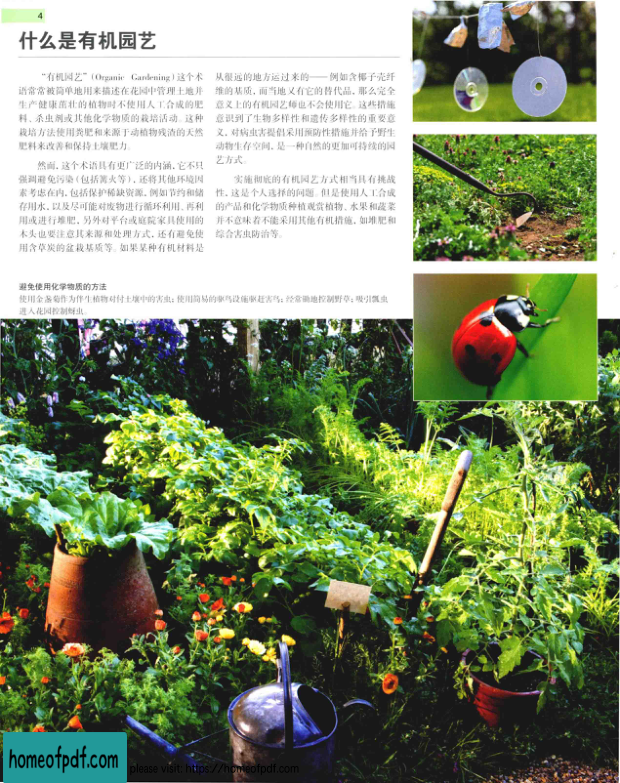 4
什么是有机园艺
“有机园艺”(Organic Gardening)这个术
语常常被简单地用来描述在花园中管理土地并
生产健康茁壮的植物时不使用人工合成的肥
料、杀虫剂或其他化学物质的栽培活动。这种
栽培方法使用粪肥和来源于动植物残渣的天然
肥料来改善和保持土壤肥力。
然而，这个术语具有更广泛的内涵，它不只
强调避免污染（包括篝火等），还将其他环境因
素考虑在内，包括保护稀缺资源，例如节约和储
存用水，以及尽可能对废物进行循环利用、再利
用或进行堆肥，另外对平台或庭院家具使用的
木头也要注意其来源和处理方式，还有避免使
用含草炭的盆栽基质等。如果某种有机材料是
从很远的地方运过来的——例如含椰子壳纤
维的基质，而当地又有它的替代品，那么完全
意义上的有机园艺师也不会使用它。这些措施
意识到了生物多样性和遗传多样性的重要意
义，对病虫害提倡采用预防性措施并给予野生
动物生存空间，是一种自然的更加可持续的园
艺方式。
实施彻底的有机园艺方式相当具有挑战
性，这是个人选择的问题。但是使用人工合成
的产品和化学物质种植观赏植物、水果和蔬菜
并不意味着不能采用其他有机措施，如堆肥和
综合害虫防治等。
避免使用化学物质的方法
使用金盏菊作为伴生植物对付土壤中的害虫；使用简易的驱鸟设施驱赶害鸟；经常锄地控制野草；吸引瓢虫
进入花园控制蚜虫。
homeofpdf.com
please visit: https://homeofpdf.com